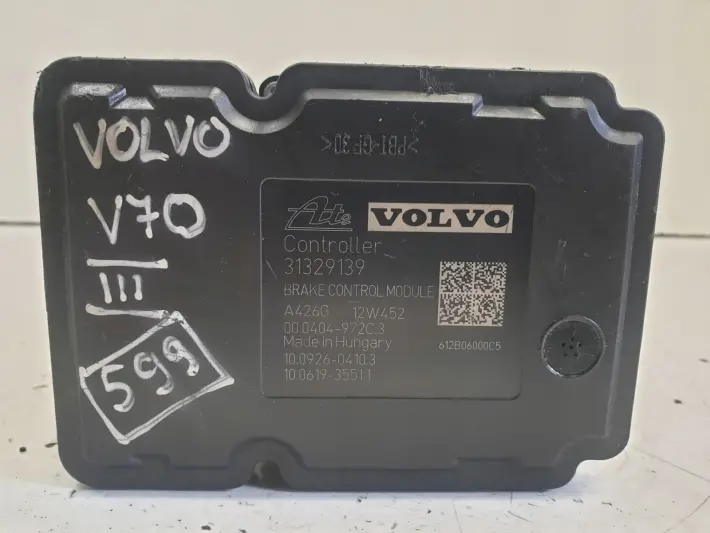 VOLVO
V70
III
599
>PBT-GF30<
Ate VOLVO
Controller
31329139
BRAKE CONTROL MODULE
A426G 12W452
00.0404-972C.3
Made in Hungary
10.0926-0410.3
10.0619-3551.1
612B06000C5